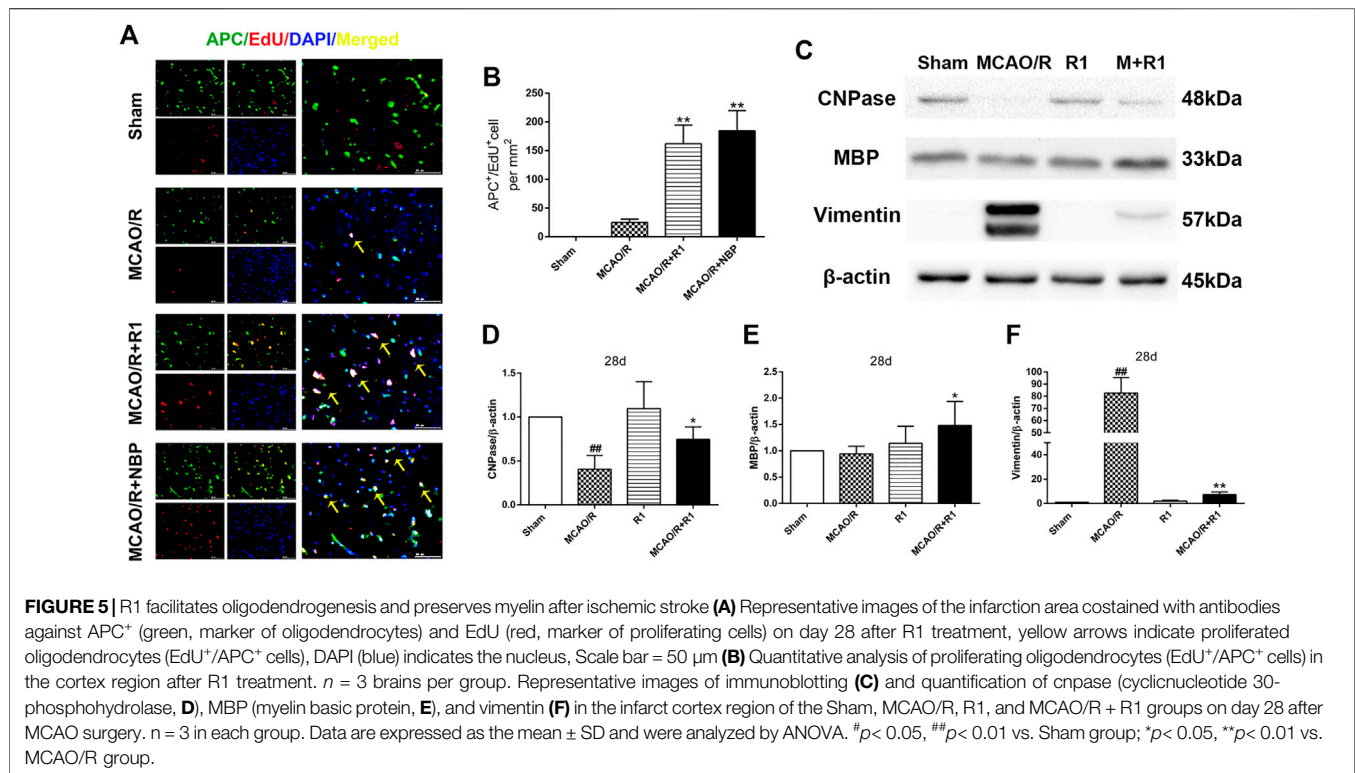 A
APC/EdU/DAPI/Merged
Sham
MCAO/R
MCAO/R+R1
MCAO/R+NBP
B
APC⁺/EdU⁺cell
per mm²
250
200
150
100
50
0
**
**
Sham
MCAO/R
MCAO/R+R1
MCAO/R+NBP
C
Sham MCAO/R R1 M+R1
CNPase 48kDa
MBP 33kDa
Vimentin 57kDa
β-actin 45kDa
D
28d
CNPase/β-actin
1.5
1.0
0.5
0.0
##
*
Sham
MCAO/R
R1
MCAO/R+R1
E
28d
MBP/β-actin
2.0
1.5
1.0
0.5
0.0
*
Sham
MCAO/R
R1
MCAO/R+R1
F
28d
Vimentin/β-actin
100
90
80
70
60
50
40
20
0
##
**
Sham
MCAO/R
R1
MCAO/R+R1
FIGURE 5 | R1 facilitates oligodendrogenesis and preserves myelin after ischemic stroke (A) Representative images of the infarction area costained with antibodies
against APC⁺ (green, marker of oligodendrocytes) and EdU (red, marker of proliferating cells) on day 28 after R1 treatment, yellow arrows indicate proliferated
oligodendrocytes (EdU⁺/APC⁺ cells), DAPI (blue) indicates the nucleus, Scale bar = 50 μm (B) Quantitative analysis of proliferating oligodendrocytes (EdU⁺/APC⁺ cells) in
the cortex region after R1 treatment. n = 3 brains per group. Representative images of immunoblotting (C) and quantification of cnpase (cyclicnucleotide 30-
phosphohydrolase, D), MBP (myelin basic protein, E), and vimentin (F) in the infarct cortex region of the Sham, MCAO/R, R1, and MCAO/R + R1 groups on day 28 after
MCAO surgery. n = 3 in each group. Data are expressed as the mean ± SD and were analyzed by ANOVA. #p< 0.05, ##p< 0.01 vs. Sham group; *p< 0.05, **p< 0.01 vs.
MCAO/R group.